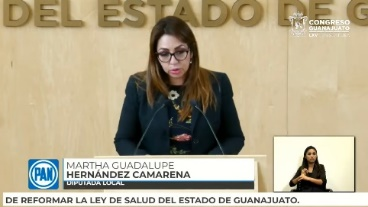 DEL ESTADO DE G
CONGRESO
GUANAJUATO
PAN
MARTHA GUADALUPE
HERNÁNDEZ CAMARENA
DIPUTADA LOCAL
DE REFORMAR LA LEY DE SALUD DEL ESTADO DE GUANAJUATO.